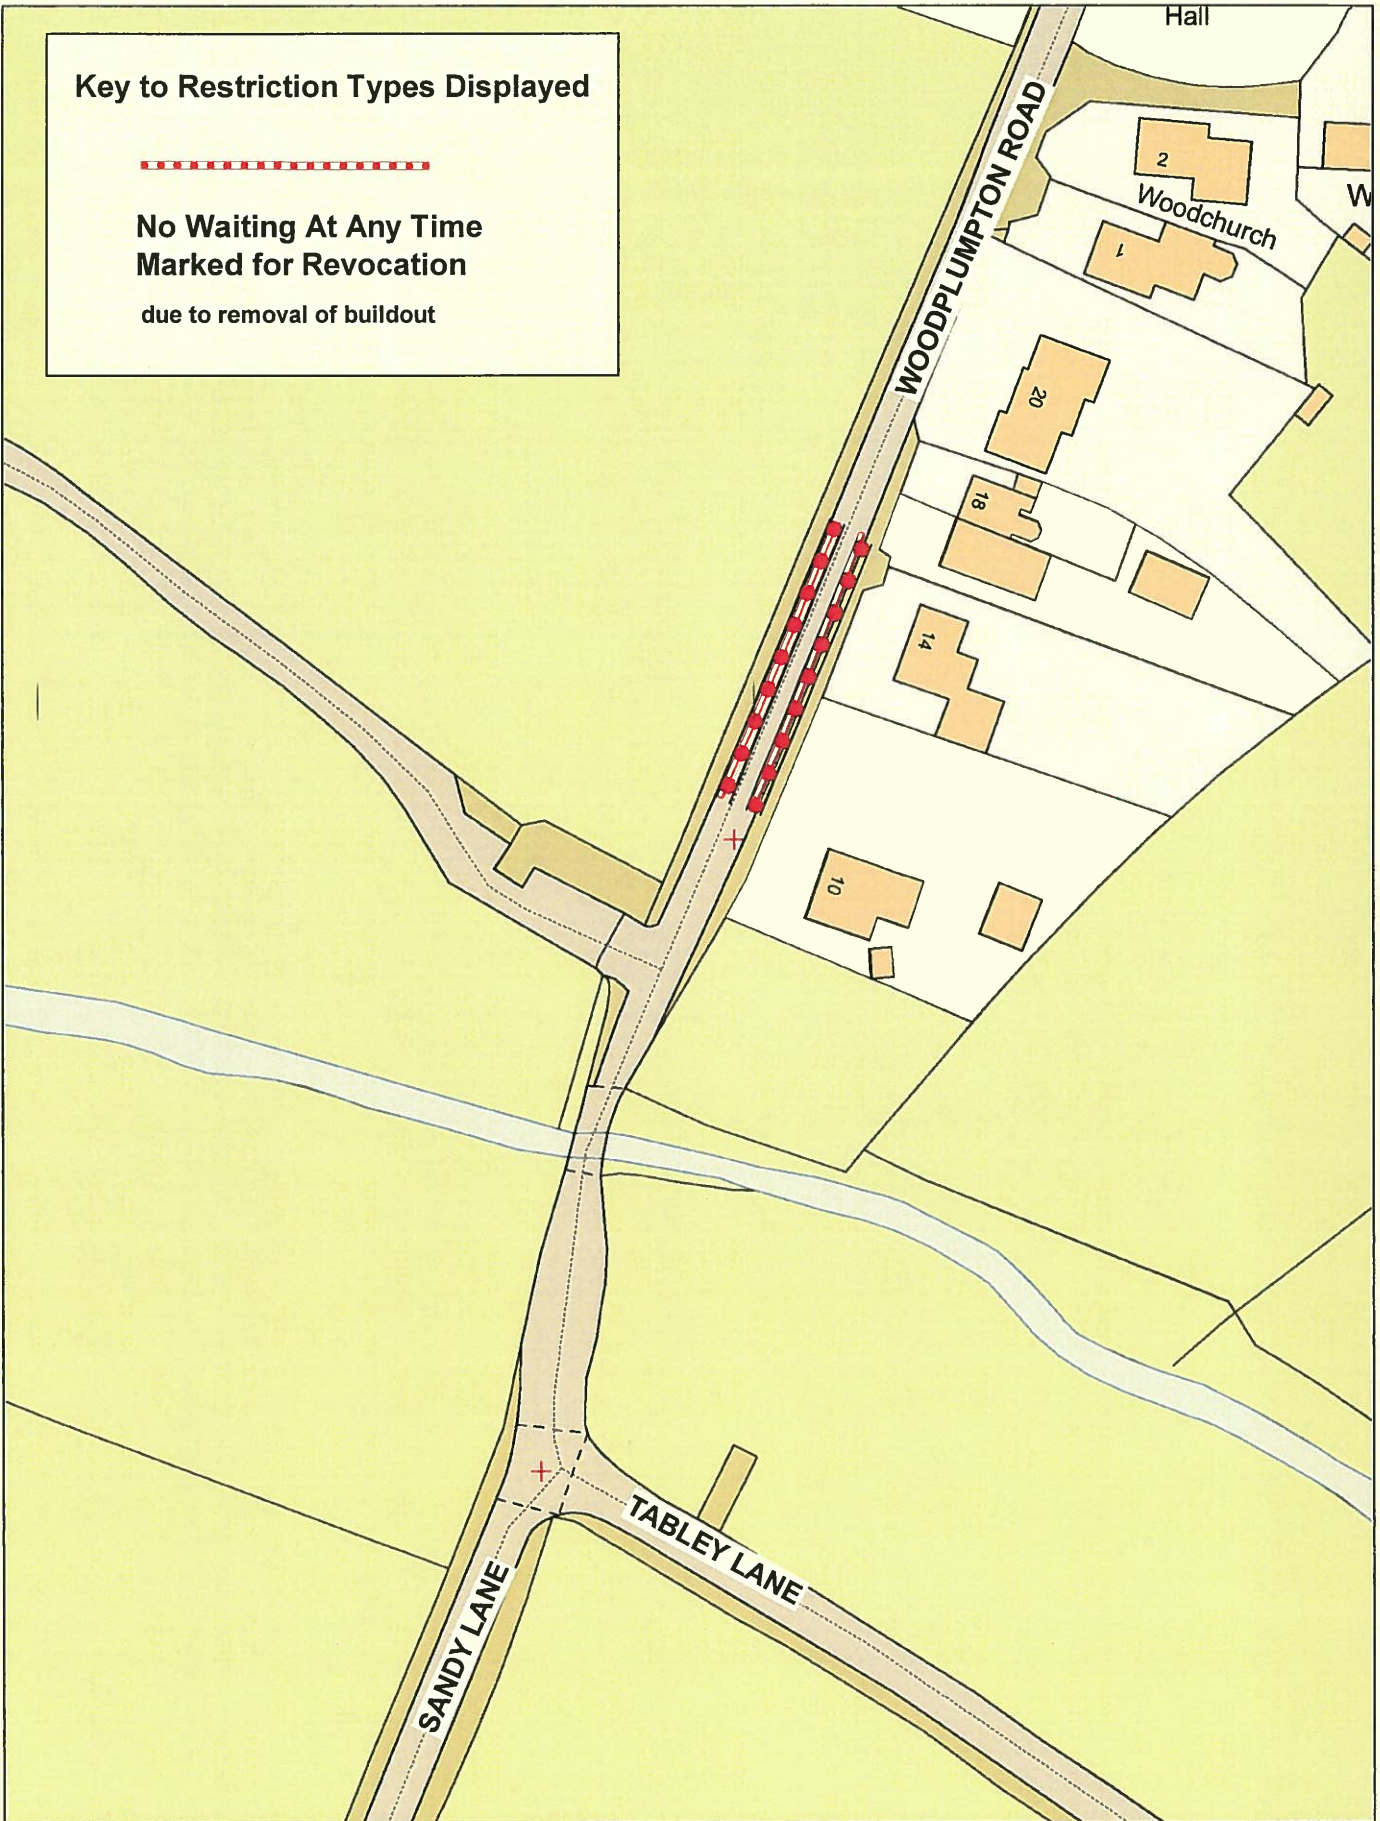 Key to Restriction Types Displayed
No Waiting At Any Time
Marked for Revocation
due to removal of buildout
Hall
WOODPLUMPTON ROAD
2
Woodchurch
W
1
20
18
14
10
TABLEY LANE
SANDY LANE